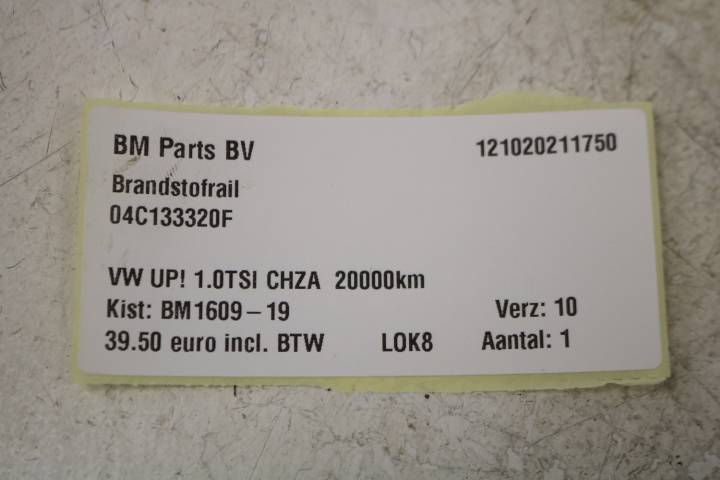 BM Parts BV 121020211750
Brandstofrail
04C133320F
VW UP! 1.0TSI CHZA 20000km
Kist: BM1609-19 Verz: 10
39.50 euro incl. BTW LOK8 Aantal: 1